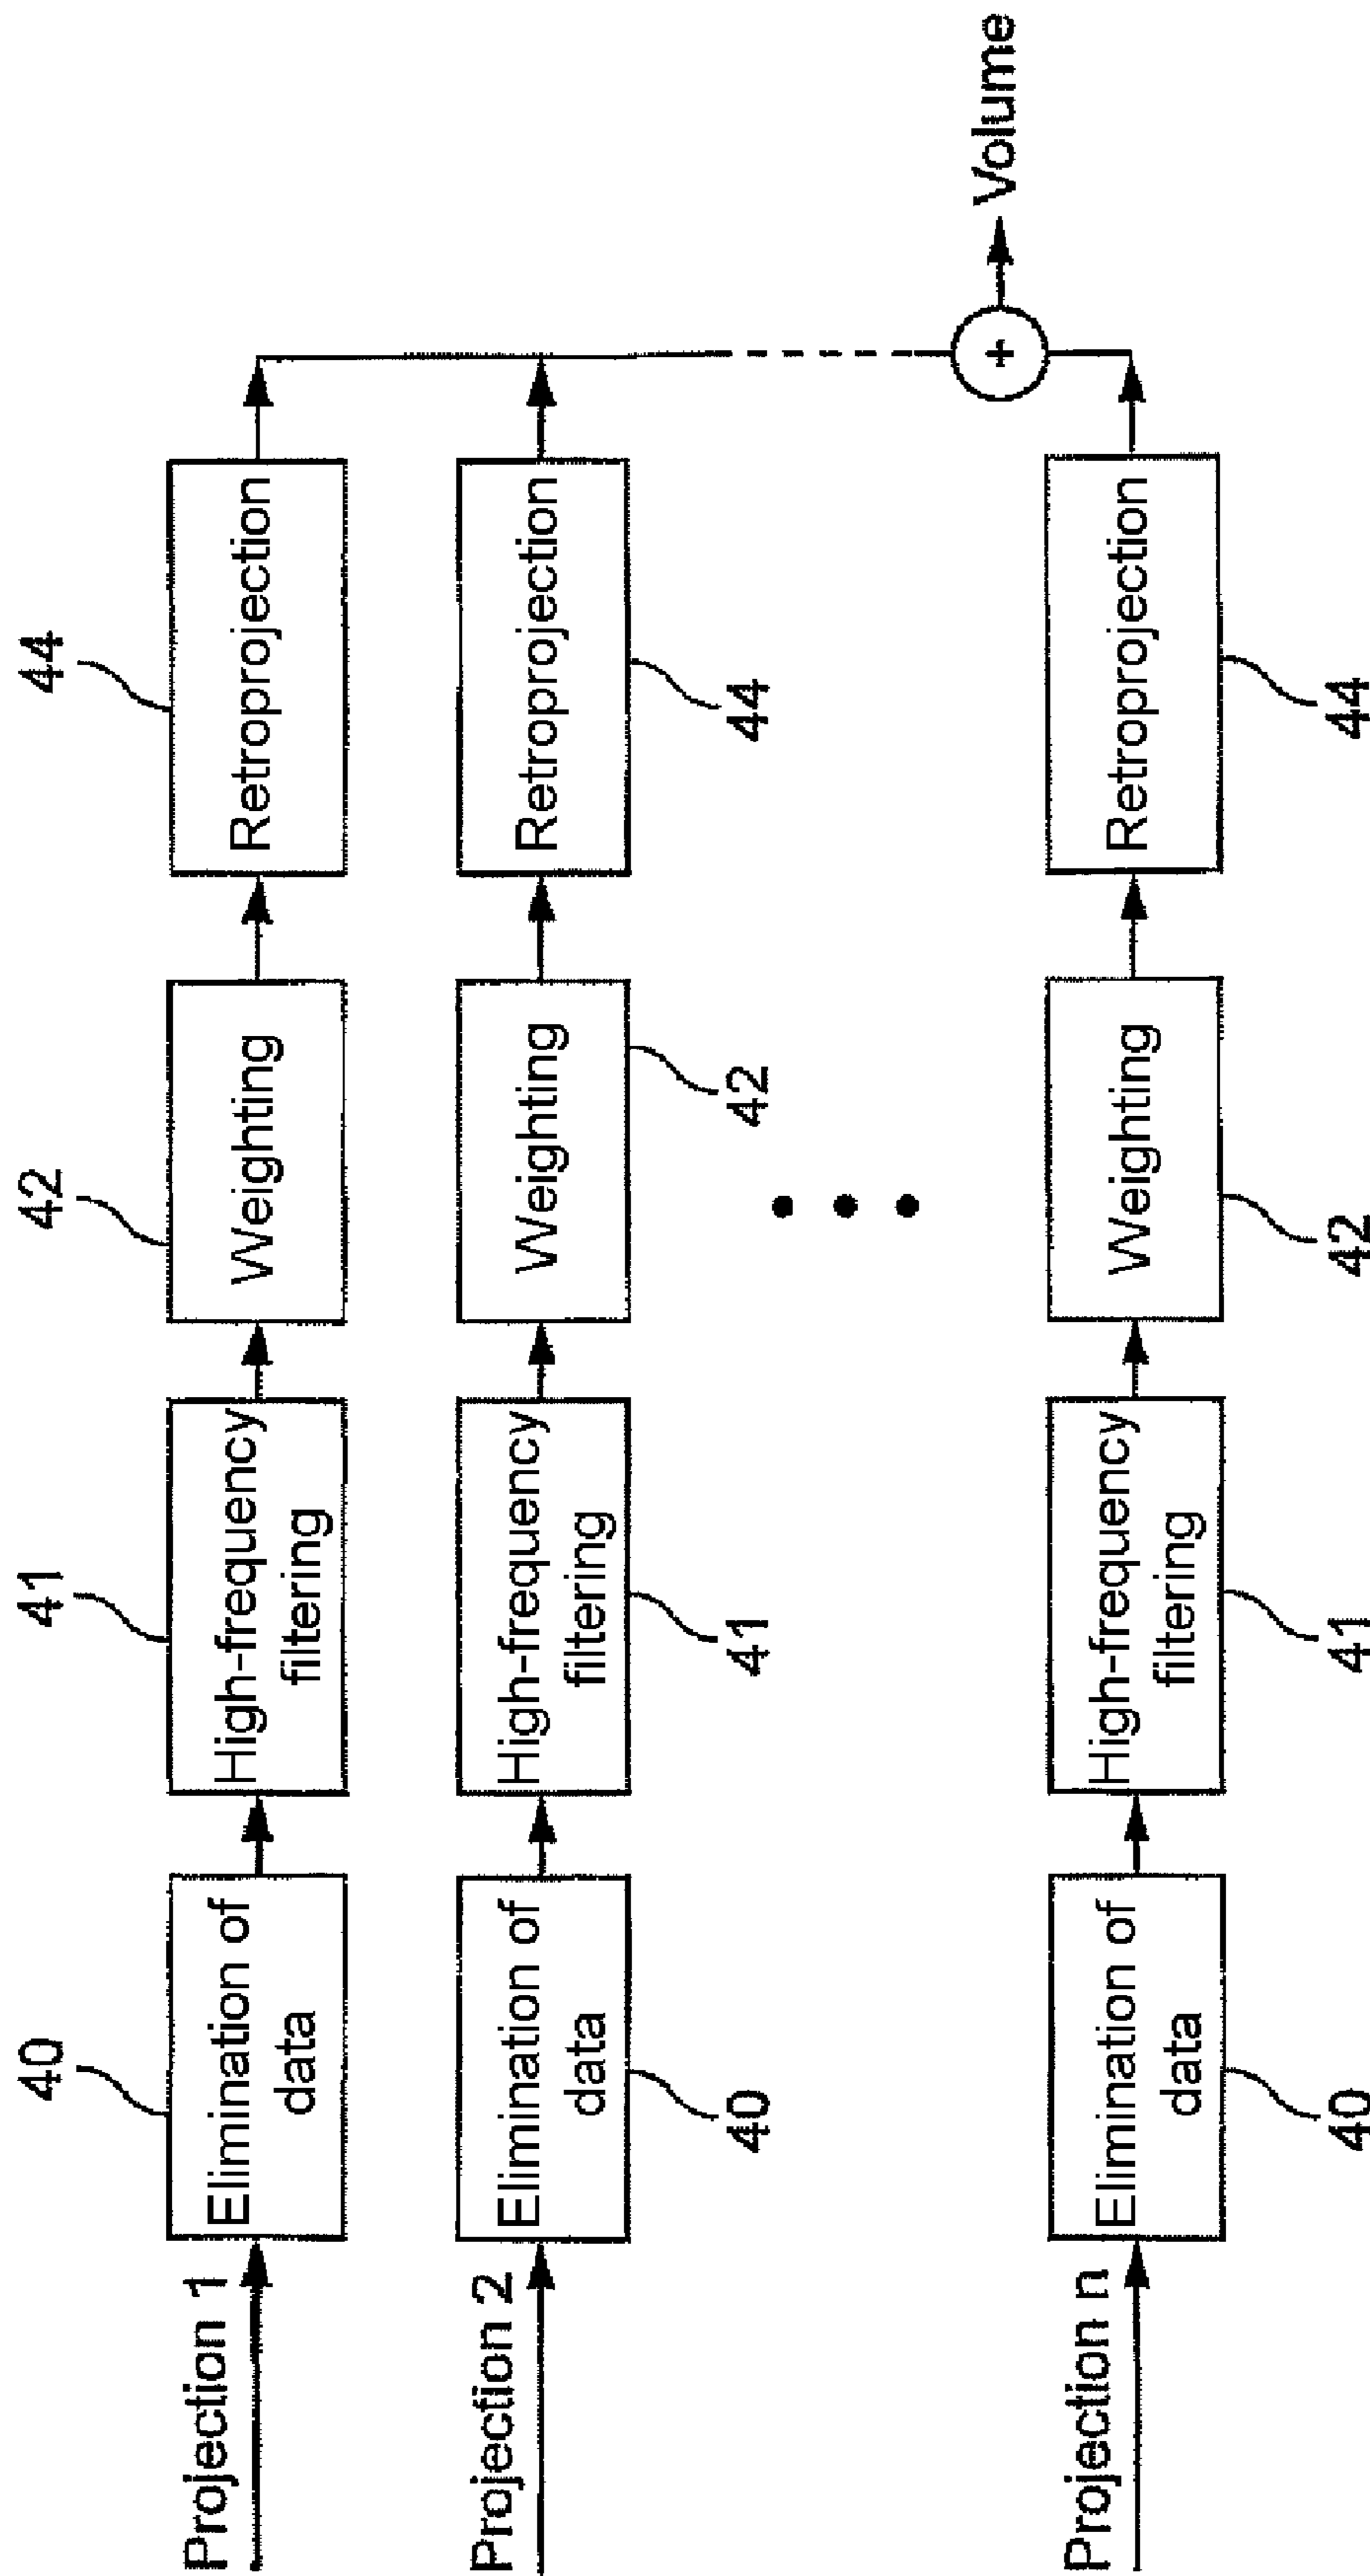 40
41
42
44
Projection 1
Elimination of
data
High-frequency
filtering
Weighting
Retroprojection
Projection 2
Elimination of
data
High-frequency
filtering
Weighting
Retroprojection
40
41
42
44
+
Volume
Projection n
Elimination of
data
High-frequency
filtering
Weighting
Retroprojection
40
41
42
44